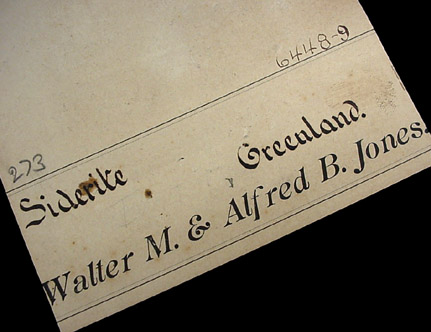 6448-9
273
Siderite Greenland.
Walter M. & Alfred B. Jones.